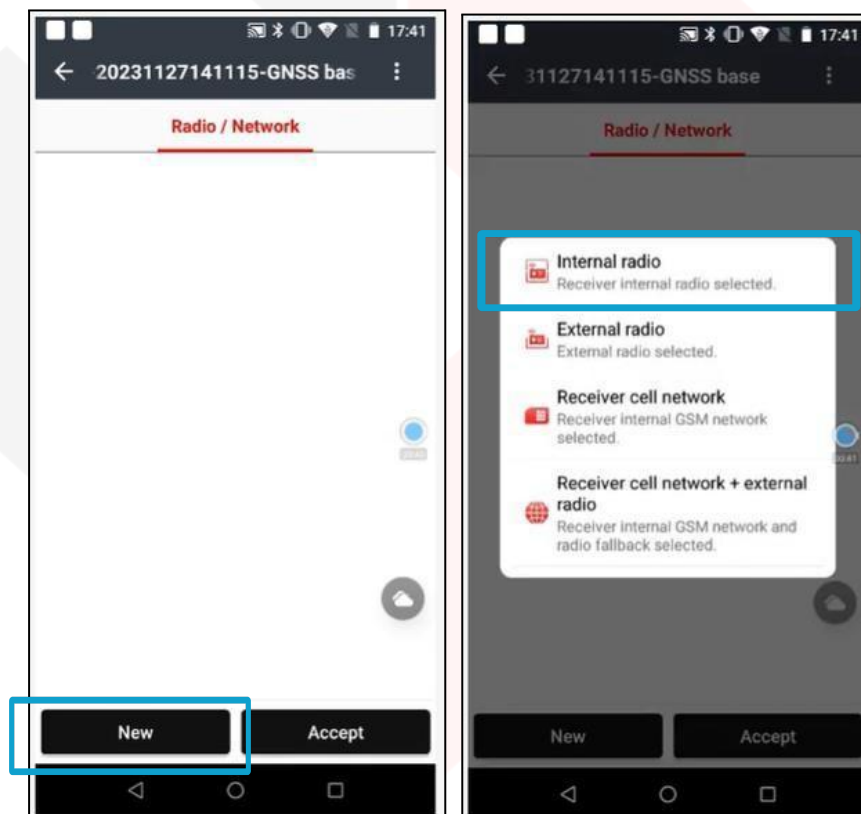 17:41
20231127141115-GNSS bas
Radio / Network
New
Accept
17:41
31127141115-GNSS base
Radio / Network
Internal radio
Receiver internal radio selected.
External radio
External radio selected.
Receiver cell network
Receiver internal GSM network
selected.
Receiver cell network + external
radio
Receiver internal GSM network and
radio fallback selected.
New
Accept